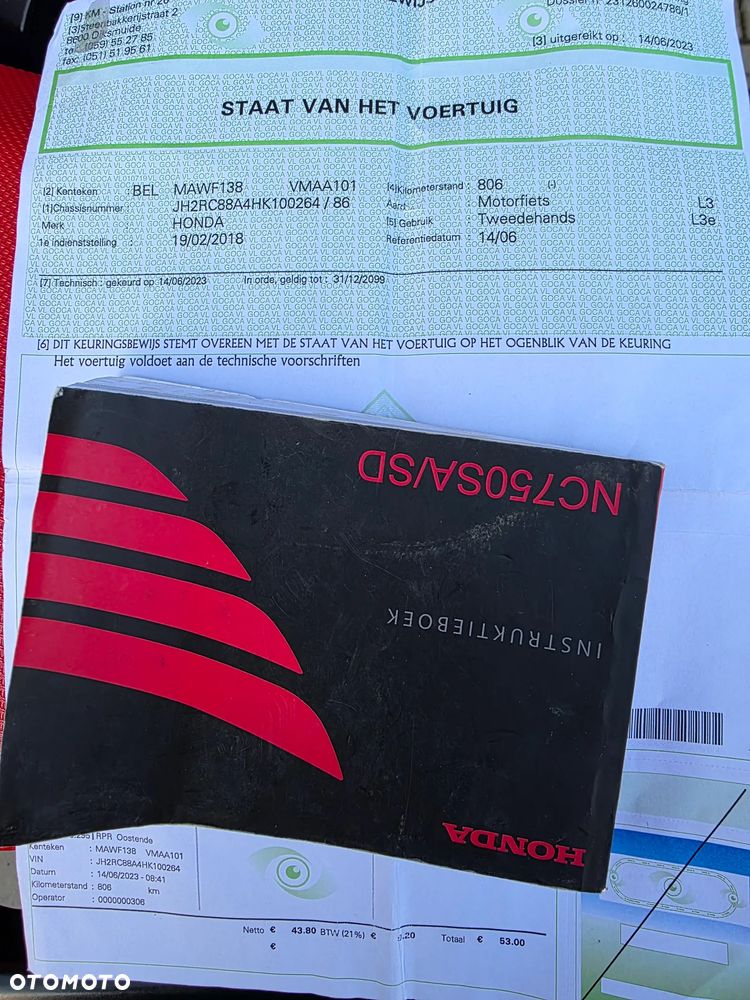 [9] KM - Station nr 20
[3] steenbakkerijstraat 2
8600 Diksmuide
tel. (059) 55 27 85
fax: (051) 51 95 61
Dossier nr 231260024786/1
[3] uitgereikt op : 14/06/2023
STAAT VAN HET VOERTUIG
[2] Kenteken : BEL MAWF138 VMAA101
[1]Chassisnummer : JH2RC88A4HK100264 / 86
Merk : HONDA
1e indienststelling : 19/02/2018
[4]Kilometerstand : 806 (-)
Aard : Motorfiets L3
[5] Gebruik : Tweedehands L3e
Referentiedatum : 14/06
[7] Technisch : gekeurd op 14/06/2023 In orde, geldig tot : 31/12/2099
[6] DIT KEURINGSBEWIJS STEMT OVEREEN MET DE STAAT VAN HET VOERTUIG OP HET OGENBLIK VAN DE KEURING
Het voertuig voldoet aan de technische voorschriften
NC750SA/SD
INSTRUKTIEBOEK
HONDA
RPR Oostende
Kenteken : MAWF138 VMAA101
VIN : JH2RC88A4HK100264
Datum : 14/06/2023 - 08:41
Kilometerstand : 806 km
Operator : 0000000306
Netto € 43.80 BTW (21%) € .20 Totaal € 53.00
€
OTOMOTO